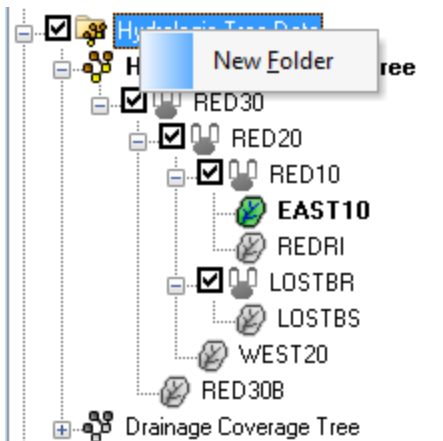 Hydrologic Tree Data
New Folder
H ree
RED30
RED20
RED10
EAST10
REDRI
LOSTBR
LOSTBS
WEST20
RED30B
Drainage Coverage Tree